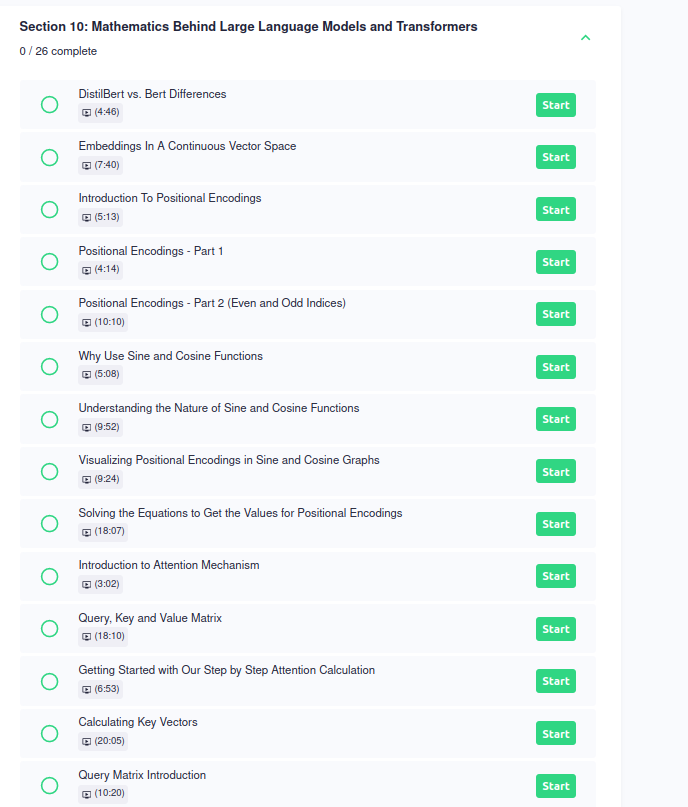 Section 10: Mathematics Behind Large Language Models and Transformers
0 / 26 complete
DistilBert vs. Bert Differences
(4:46)
Start
Embeddings In A Continuous Vector Space
(7:40)
Start
Introduction To Positional Encodings
(5:13)
Start
Positional Encodings - Part 1
(4:14)
Start
Positional Encodings - Part 2 (Even and Odd Indices)
(10:10)
Start
Why Use Sine and Cosine Functions
(5:08)
Start
Understanding the Nature of Sine and Cosine Functions
(9:52)
Start
Visualizing Positional Encodings in Sine and Cosine Graphs
(9:24)
Start
Solving the Equations to Get the Values for Positional Encodings
(18:07)
Start
Introduction to Attention Mechanism
(3:02)
Start
Query, Key and Value Matrix
(18:10)
Start
Getting Started with Our Step by Step Attention Calculation
(6:53)
Start
Calculating Key Vectors
(20:05)
Start
Query Matrix Introduction
(10:20)
Start